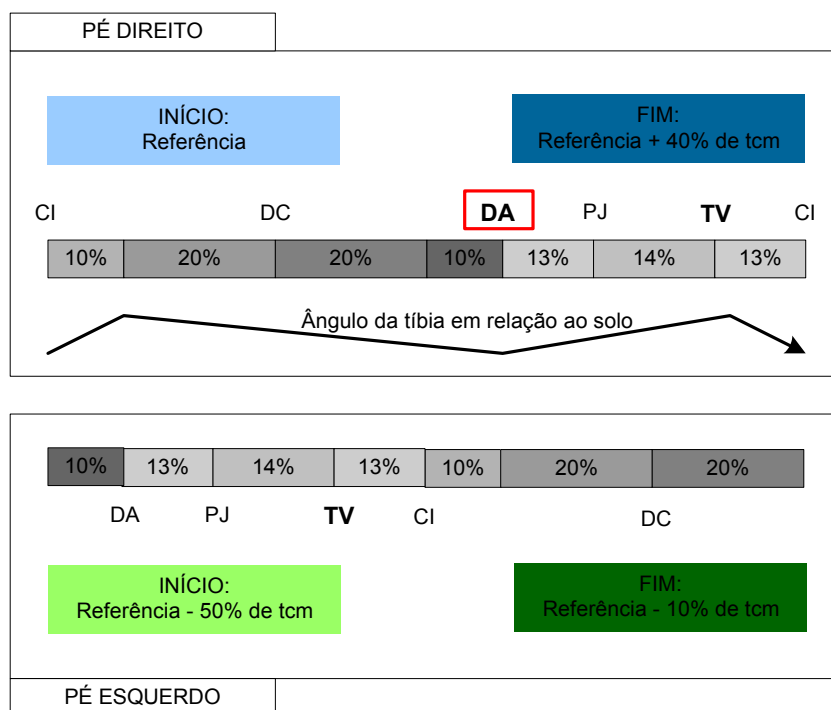 PÉ DIREITO
INÍCIO:
Referência
FIM:
Referência + 40% de tcm
CI DC DA PJ TV CI
10% 20% 20% 10% 13% 14% 13%
Ângulo da tíbia em relação ao solo
10% 13% 14% 13% 10% 20% 20%
DA PJ TV CI DC
INÍCIO:
Referência - 50% de tcm
FIM:
Referência - 10% de tcm
PÉ ESQUERDO